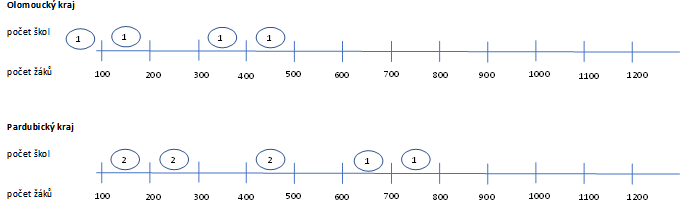 Olomoucký kraj
počet škol 1 1 1 1
počet žáků 100 200 300 400 500 600 700 800 900 1000 1100 1200
Pardubický kraj
počet škol 2 2 2 1 1
počet žáků 100 200 300 400 500 600 700 800 900 1000 1100 1200